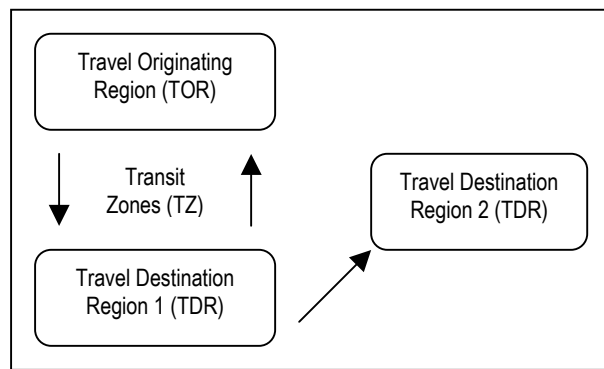 Travel Originating
Region (TOR)
Transit
Zones (TZ)
Travel Destination
Region 2 (TDR)
Travel Destination
Region 1 (TDR)